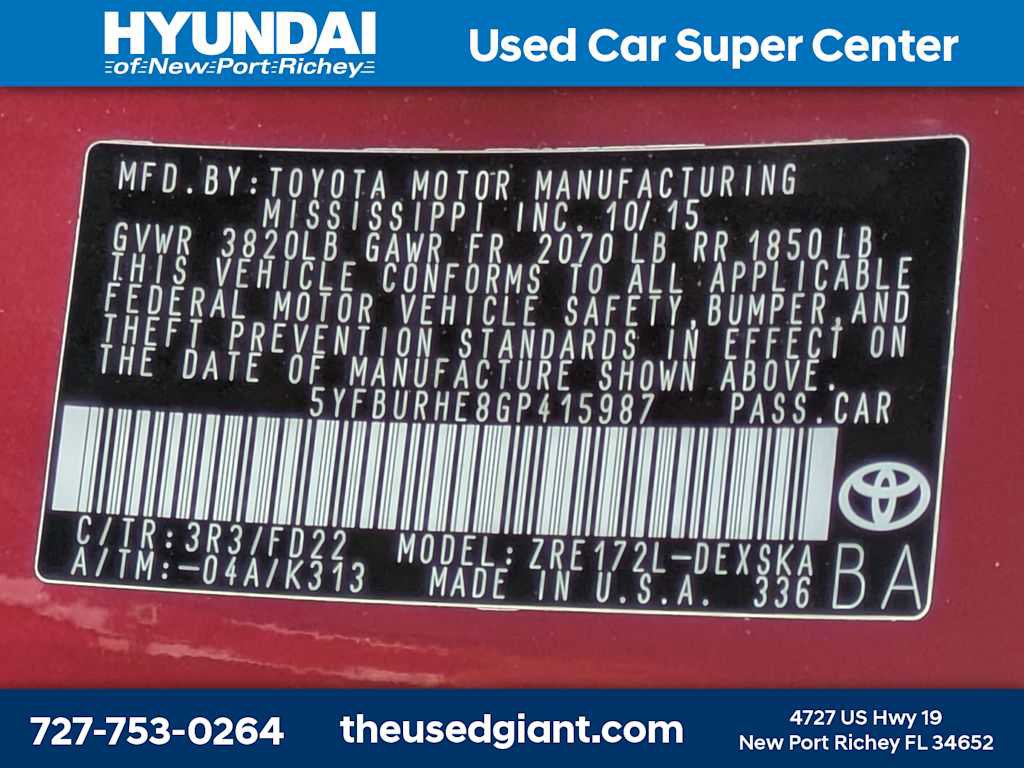 HYUNDAI
of New Port Richey
Used Car Super Center
MFD.BY:TOYOTA MOTOR MANUFACTURING
MISSISSIPPI INC. 10/15
GVWR 3820LB GAWR FR 2070 LB RR 1850LB
THIS VEHICLE CONFORMS TO ALL APPLICABLE
FEDERAL MOTOR VEHICLE SAFETY,BUMPER,AND
THEFT PREVENTION STANDARDS IN EFFECT ON
THE DATE OF MANUFACTURE SHOWN ABOVE.
5YFBURHE8GP415987 PASS.CAR
C/TR:3R3/FD22 MODEL:ZRE172L-DEXSKA
A/TM:-04A/K313 MADE IN U.S.A. 336
BA
727-753-0264
theusedgiant.com
4727 US Hwy 19
New Port Richey FL 34652